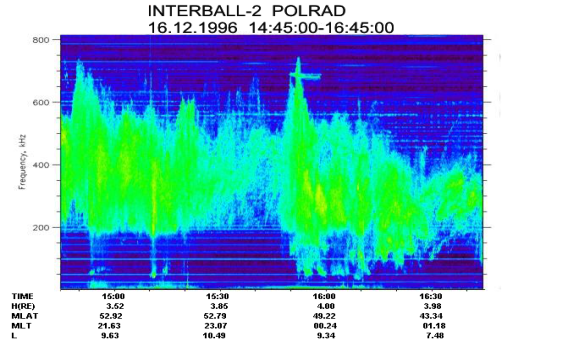 INTERBALL-2 POLRAD
16.12.1996 14:45:00-16:45:00
800
600
400
200
Frequency, kHz
TIME 15:00 15:30 16:00 16:30
H(RE) 3.52 3.85 4.00 3.98
MLAT 52.92 52.79 49.22 43.34
MLT 21.63 23.07 00.24 01.18
L 9.63 10.49 9.34 7.48